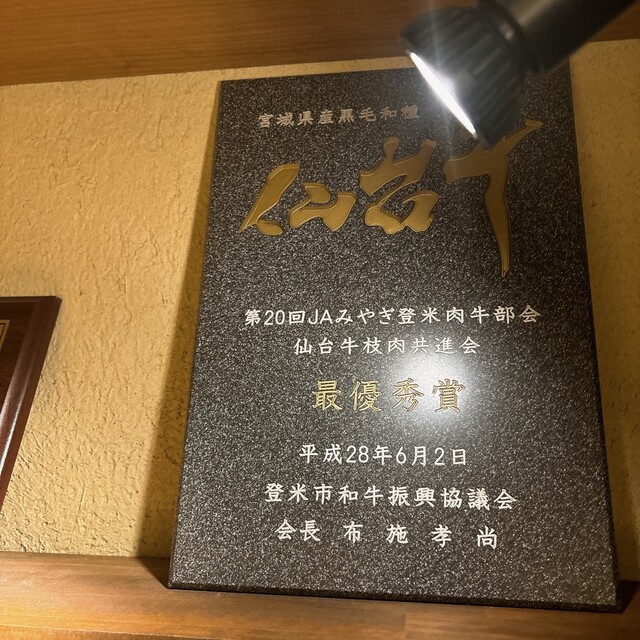 宮城県産黒毛和種
仙台牛
第20回JAみやぎ登米肉牛部会
仙台牛枝肉共進会
最優秀賞
平成28年6月2日
登米市和牛振興協議会
会長 布施孝尚